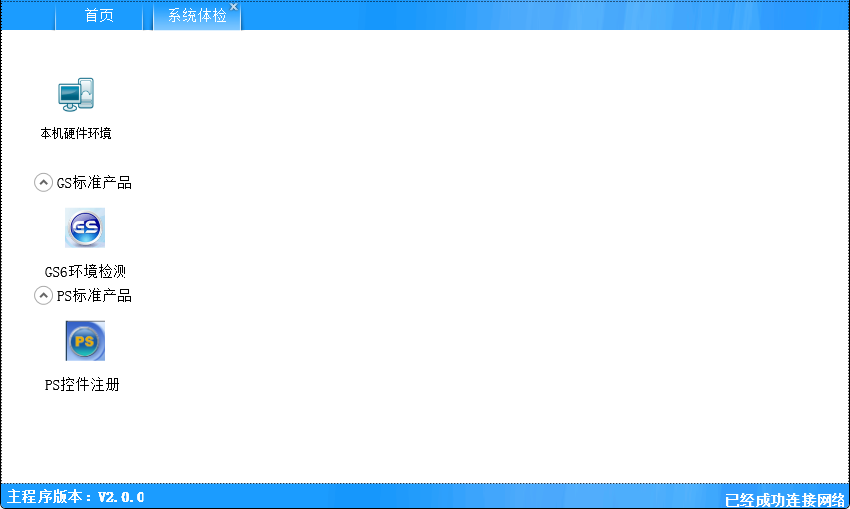 首页
系统体检
本机硬件环境
GS标准产品
GS
GS6环境检测
PS标准产品
PS
PS控件注册
主程序版本：V2.0.0
已经成功连接网络